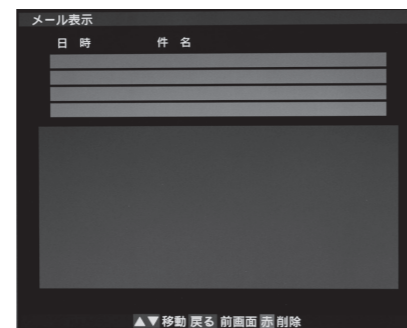 メール表示
日 時 件 名
▲▼移動 戻る 前画面 赤 削除